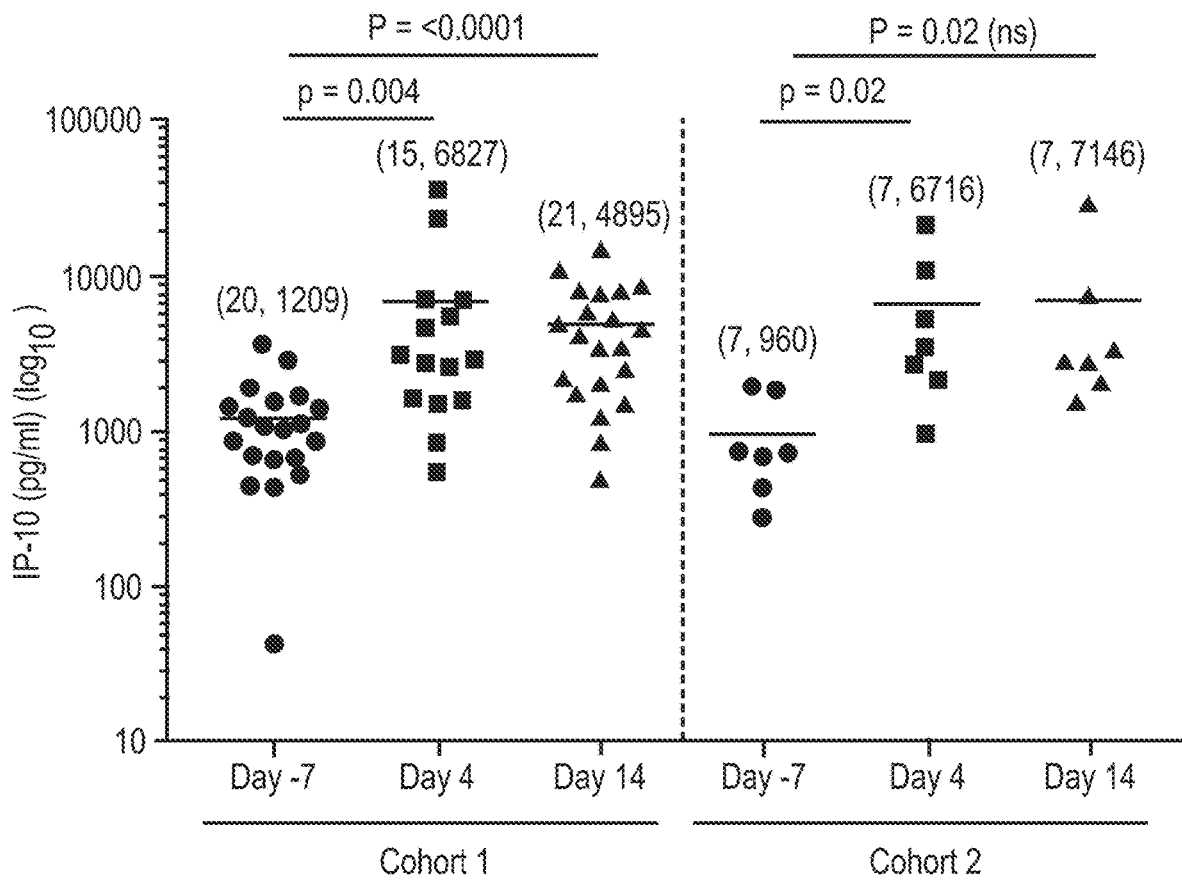 P = <0.0001
P = 0.02 (ns)
p = 0.004
p = 0.02
100000
(15, 6827)
(7, 7146)
(7, 6716)
(21, 4895)
10000
(20, 1209)
(7, 960)
1000
100
10
IP-10 (pg/ml) (log10)
Day -7
Day 4
Day 14
Day -7
Day 4
Day 14
Cohort 1
Cohort 2